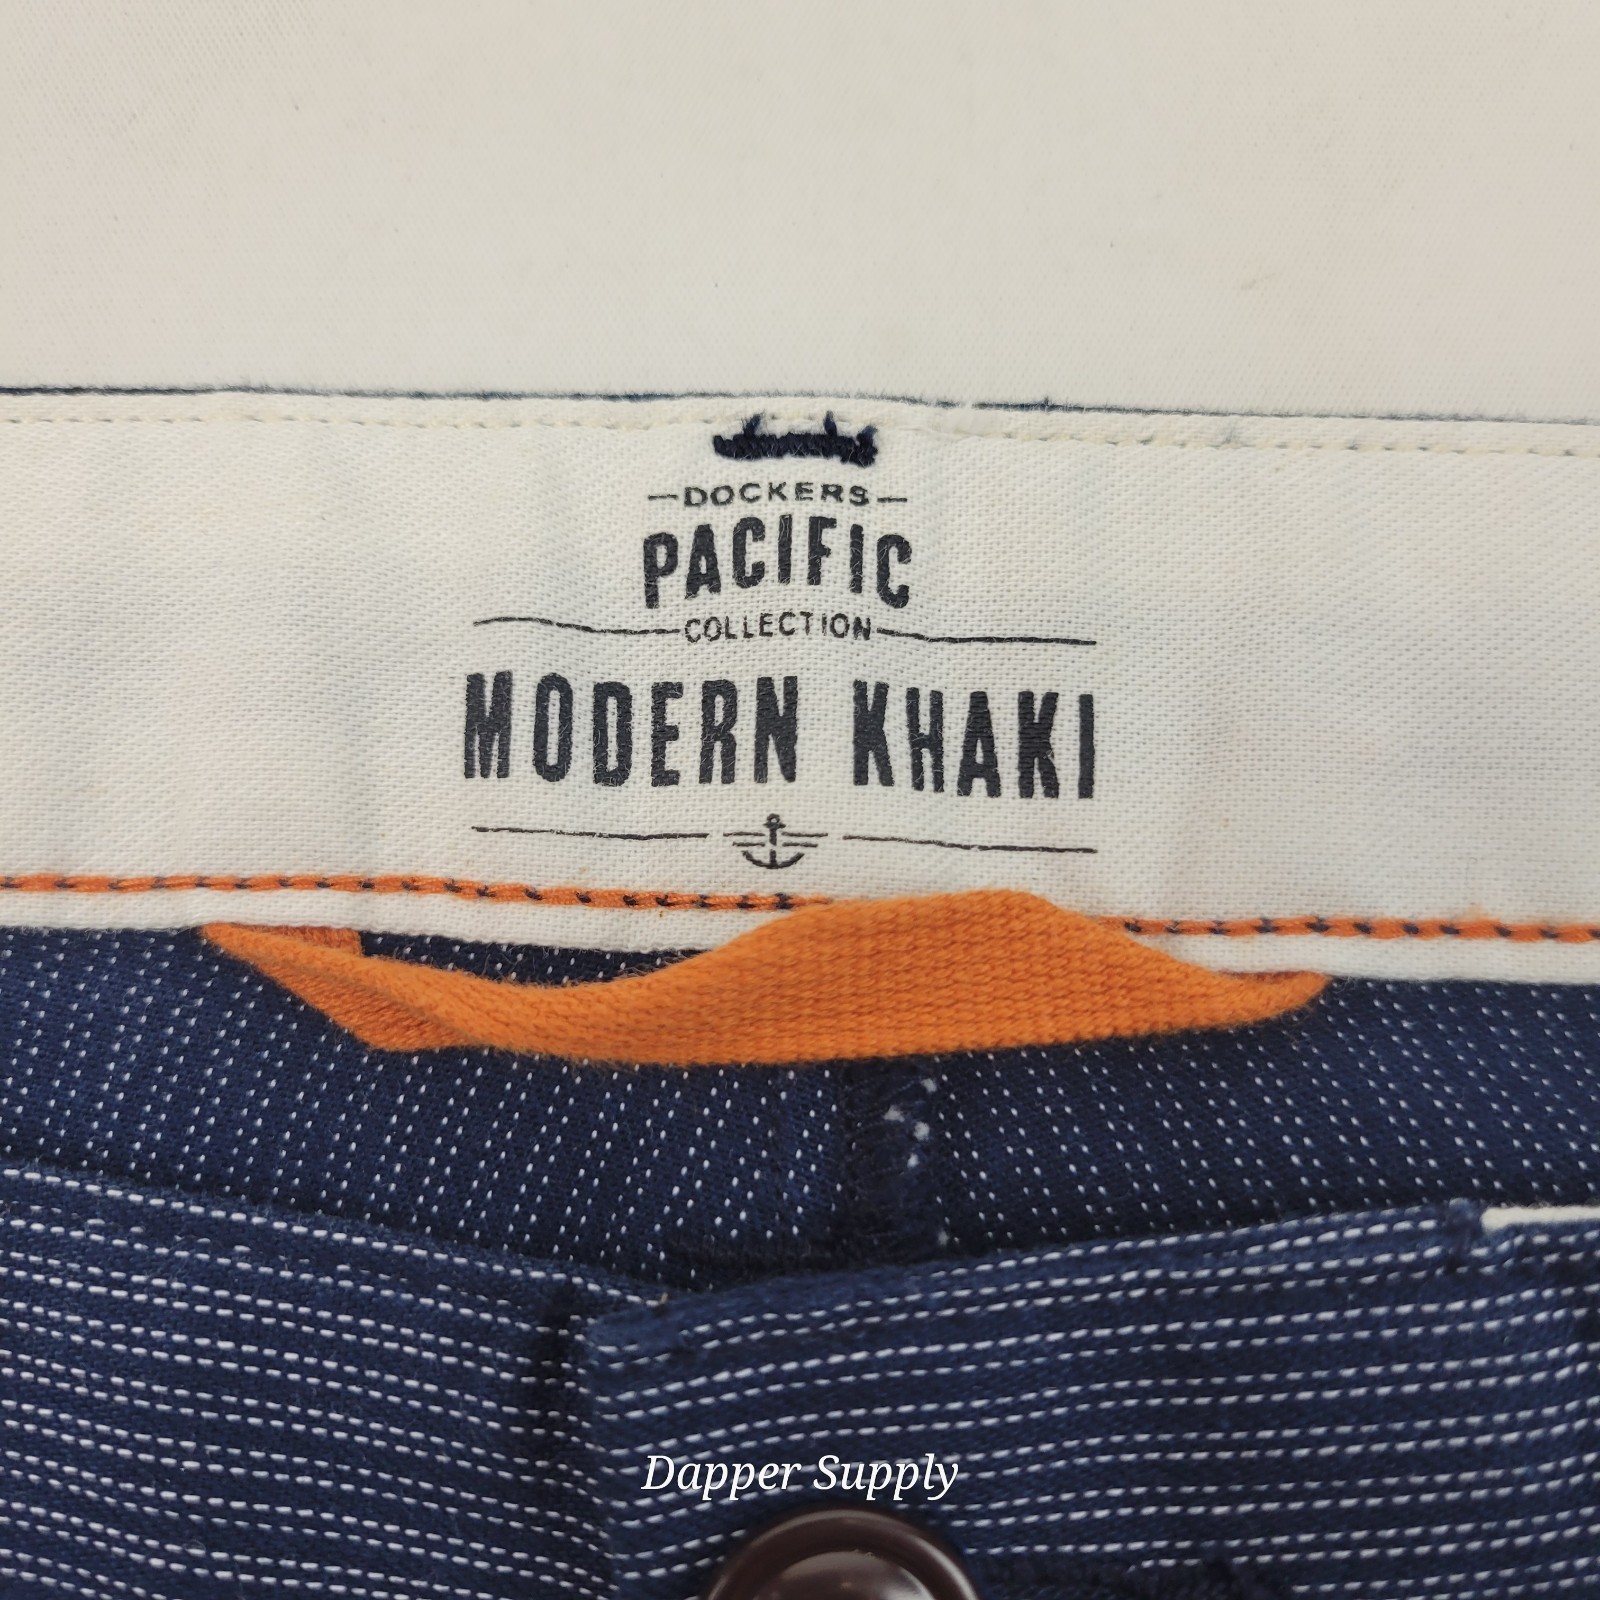 DOCKERS
PACIFIC
COLLECTION
MODERN KHAKI
Dapper Supply